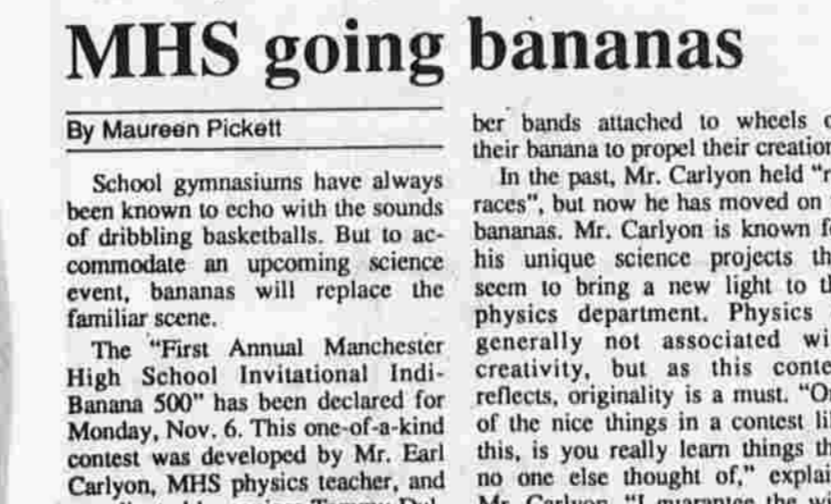 MHS going bananas
By Maureen Pickett
School gymnasiums have always
been known to echo with the sounds
of dribbling basketballs. But to ac-
commodate an upcoming science
event, bananas will replace the
familiar scene.
The "First Annual Manchester
High School Invitational Indi-
Banana 500" has been declared for
Monday, Nov. 6. This one-of-a-kind
contest was developed by Mr. Earl
Carlyon, MHS physics teacher, and
ber bands attached to wheels
their banana to propel their creation
In the past, Mr. Carlyon held
races", but now he has moved on
bananas. Mr. Carlyon is known
his unique science projects
seem to bring a new light to
physics department. Physics
generally not associated
creativity, but as this
reflects, originality is a must.
of the nice things in a contest
this, is you really learn things
no one else thought of,"
Mr. Carlyon. "I guarantee the